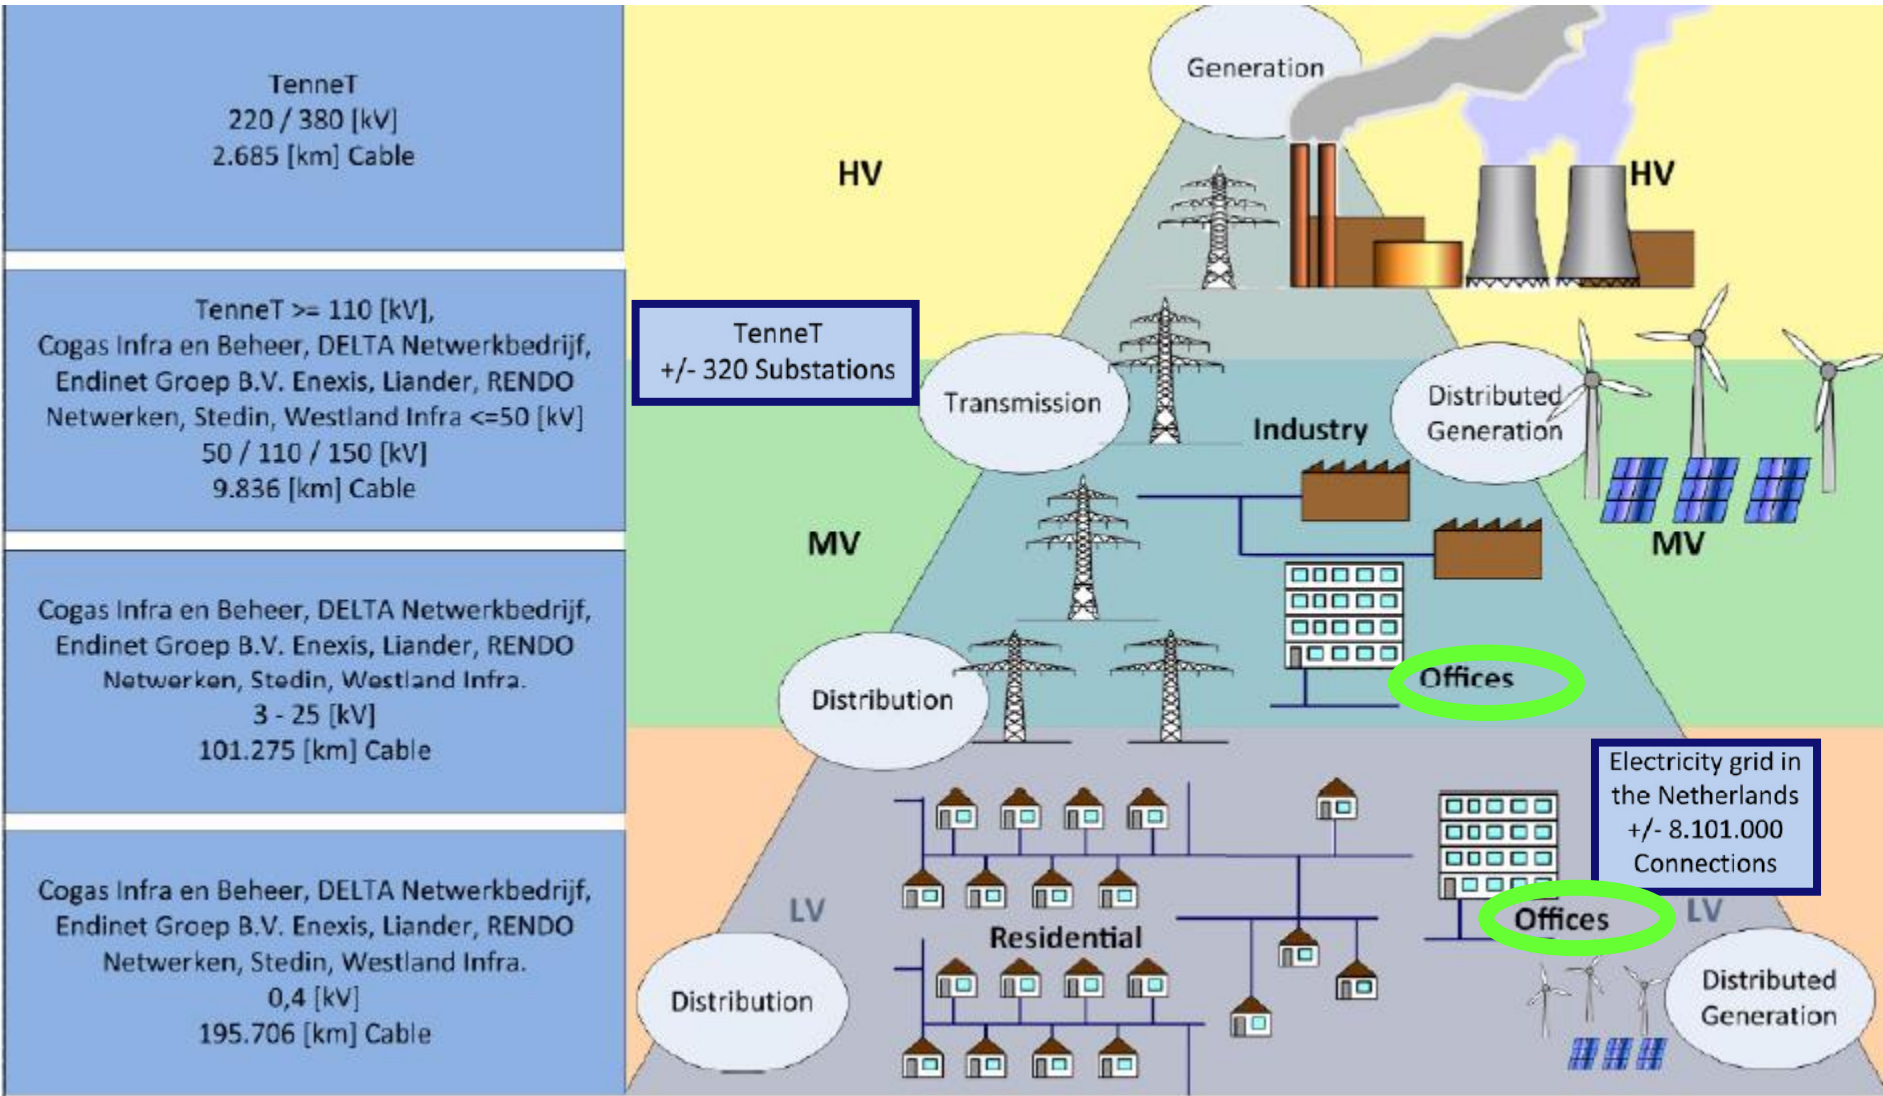 TenneT
220 / 380 [kV]
2.685 [km] Cable
TenneT >= 110 [kV],
Cogas Infra en Beheer, DELTA Netwerkbedrijf,
Endinet Groep B.V. Enexis, Liander, RENDO
Netwerken, Stedin, Westland Infra <=50 [kV]
50 / 110 / 150 [kV]
9.836 [km] Cable
Cogas Infra en Beheer, DELTA Netwerkbedrijf,
Endinet Groep B.V. Enexis, Liander, RENDO
Netwerken, Stedin, Westland Infra.
3 - 25 [kV]
101.275 [km] Cable
Cogas Infra en Beheer, DELTA Netwerkbedrijf,
Endinet Groep B.V. Enexis, Liander, RENDO
Netwerken, Stedin, Westland Infra.
0,4 [kV]
195.706 [km] Cable
Generation
HV
HV
TenneT
+/- 320 Substations
Transmission
Industry
Distributed
Generation
MV
MV
Offices
Distribution
Electricity grid in
the Netherlands
+/- 8.101.000
Connections
LV
Residential
Offices
LV
Distribution
Distributed
Generation